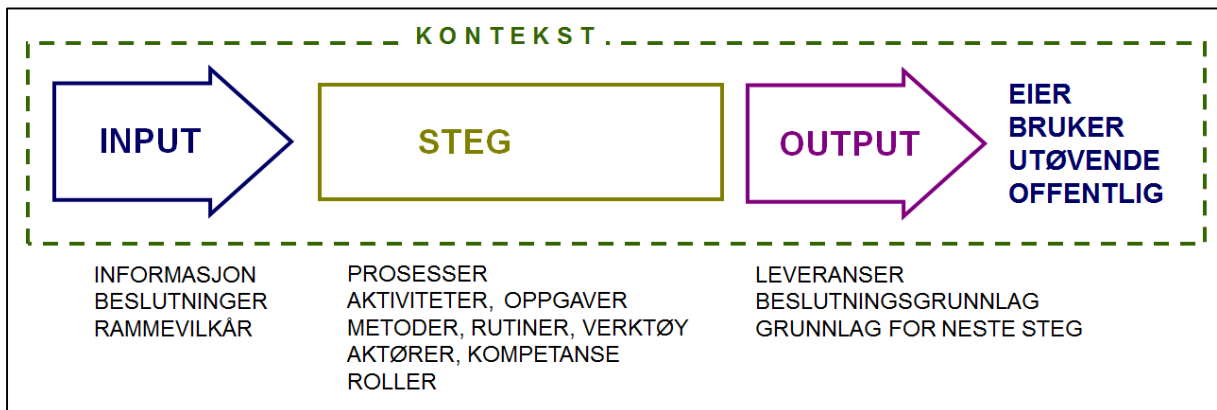 KONTEKST
INPUT
STEG
OUTPUT
EIER
BRUKER
UTØVENDE
OFFENTLIG
INFORMASJON
BESLUTNINGER
RAMMEVILKÅR
PROSESSER
AKTIVITETER, OPPGAVER
METODER, RUTINER, VERKTØY
AKTØRER, KOMPETANSE
ROLLER
LEVERANSER
BESLUTNINGSGRUNNLAG
GRUNNLAG FOR NESTE STEG